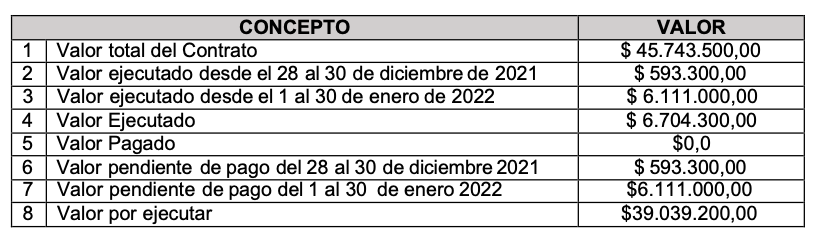 CONCEPTO VALOR
1 Valor total del Contrato $ 45.743.500,00
2 Valor ejecutado desde el 28 al 30 de diciembre de 2021 $ 593.300,00
3 Valor ejecutado desde el 1 al 30 de enero de 2022 $ 6.111.000,00
4 Valor Ejecutado $ 6.704.300,00
5 Valor Pagado $0,0
6 Valor pendiente de pago del 28 al 30 de diciembre 2021 $ 593.300,00
7 Valor pendiente de pago del 1 al 30 de enero 2022 $6.111.000,00
8 Valor por ejecutar $39.039.200,00